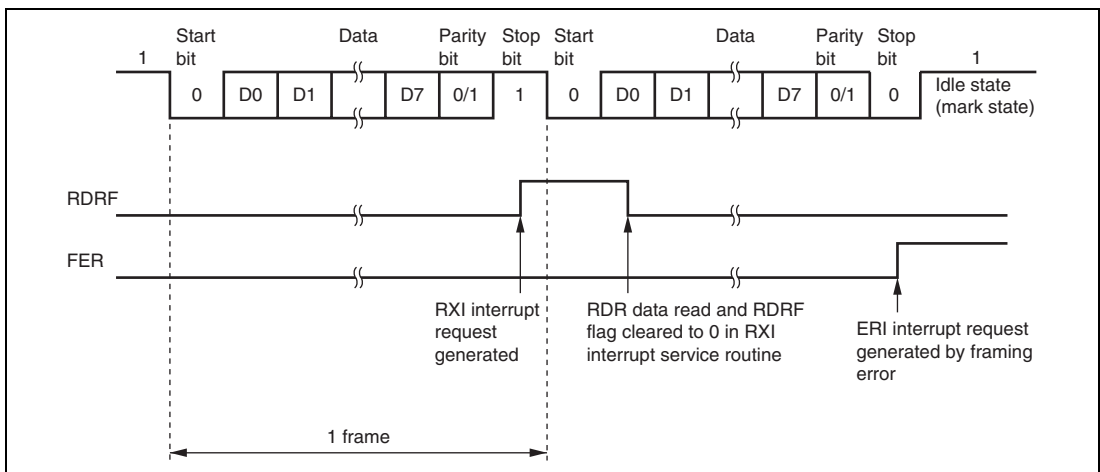 1
Start bit
Data
Parity bit
Stop bit
Start bit
Data
Parity bit
Stop bit
1
0 D0 D1 D7 0/1 1 0 D0 D1 D7 0/1 0
Idle state
(mark state)
RDRF
FER
RXI interrupt
request
generated
RDR data read and RDRF
flag cleared to 0 in RXI
interrupt service routine
ERI interrupt request
generated by framing
error
1 frame